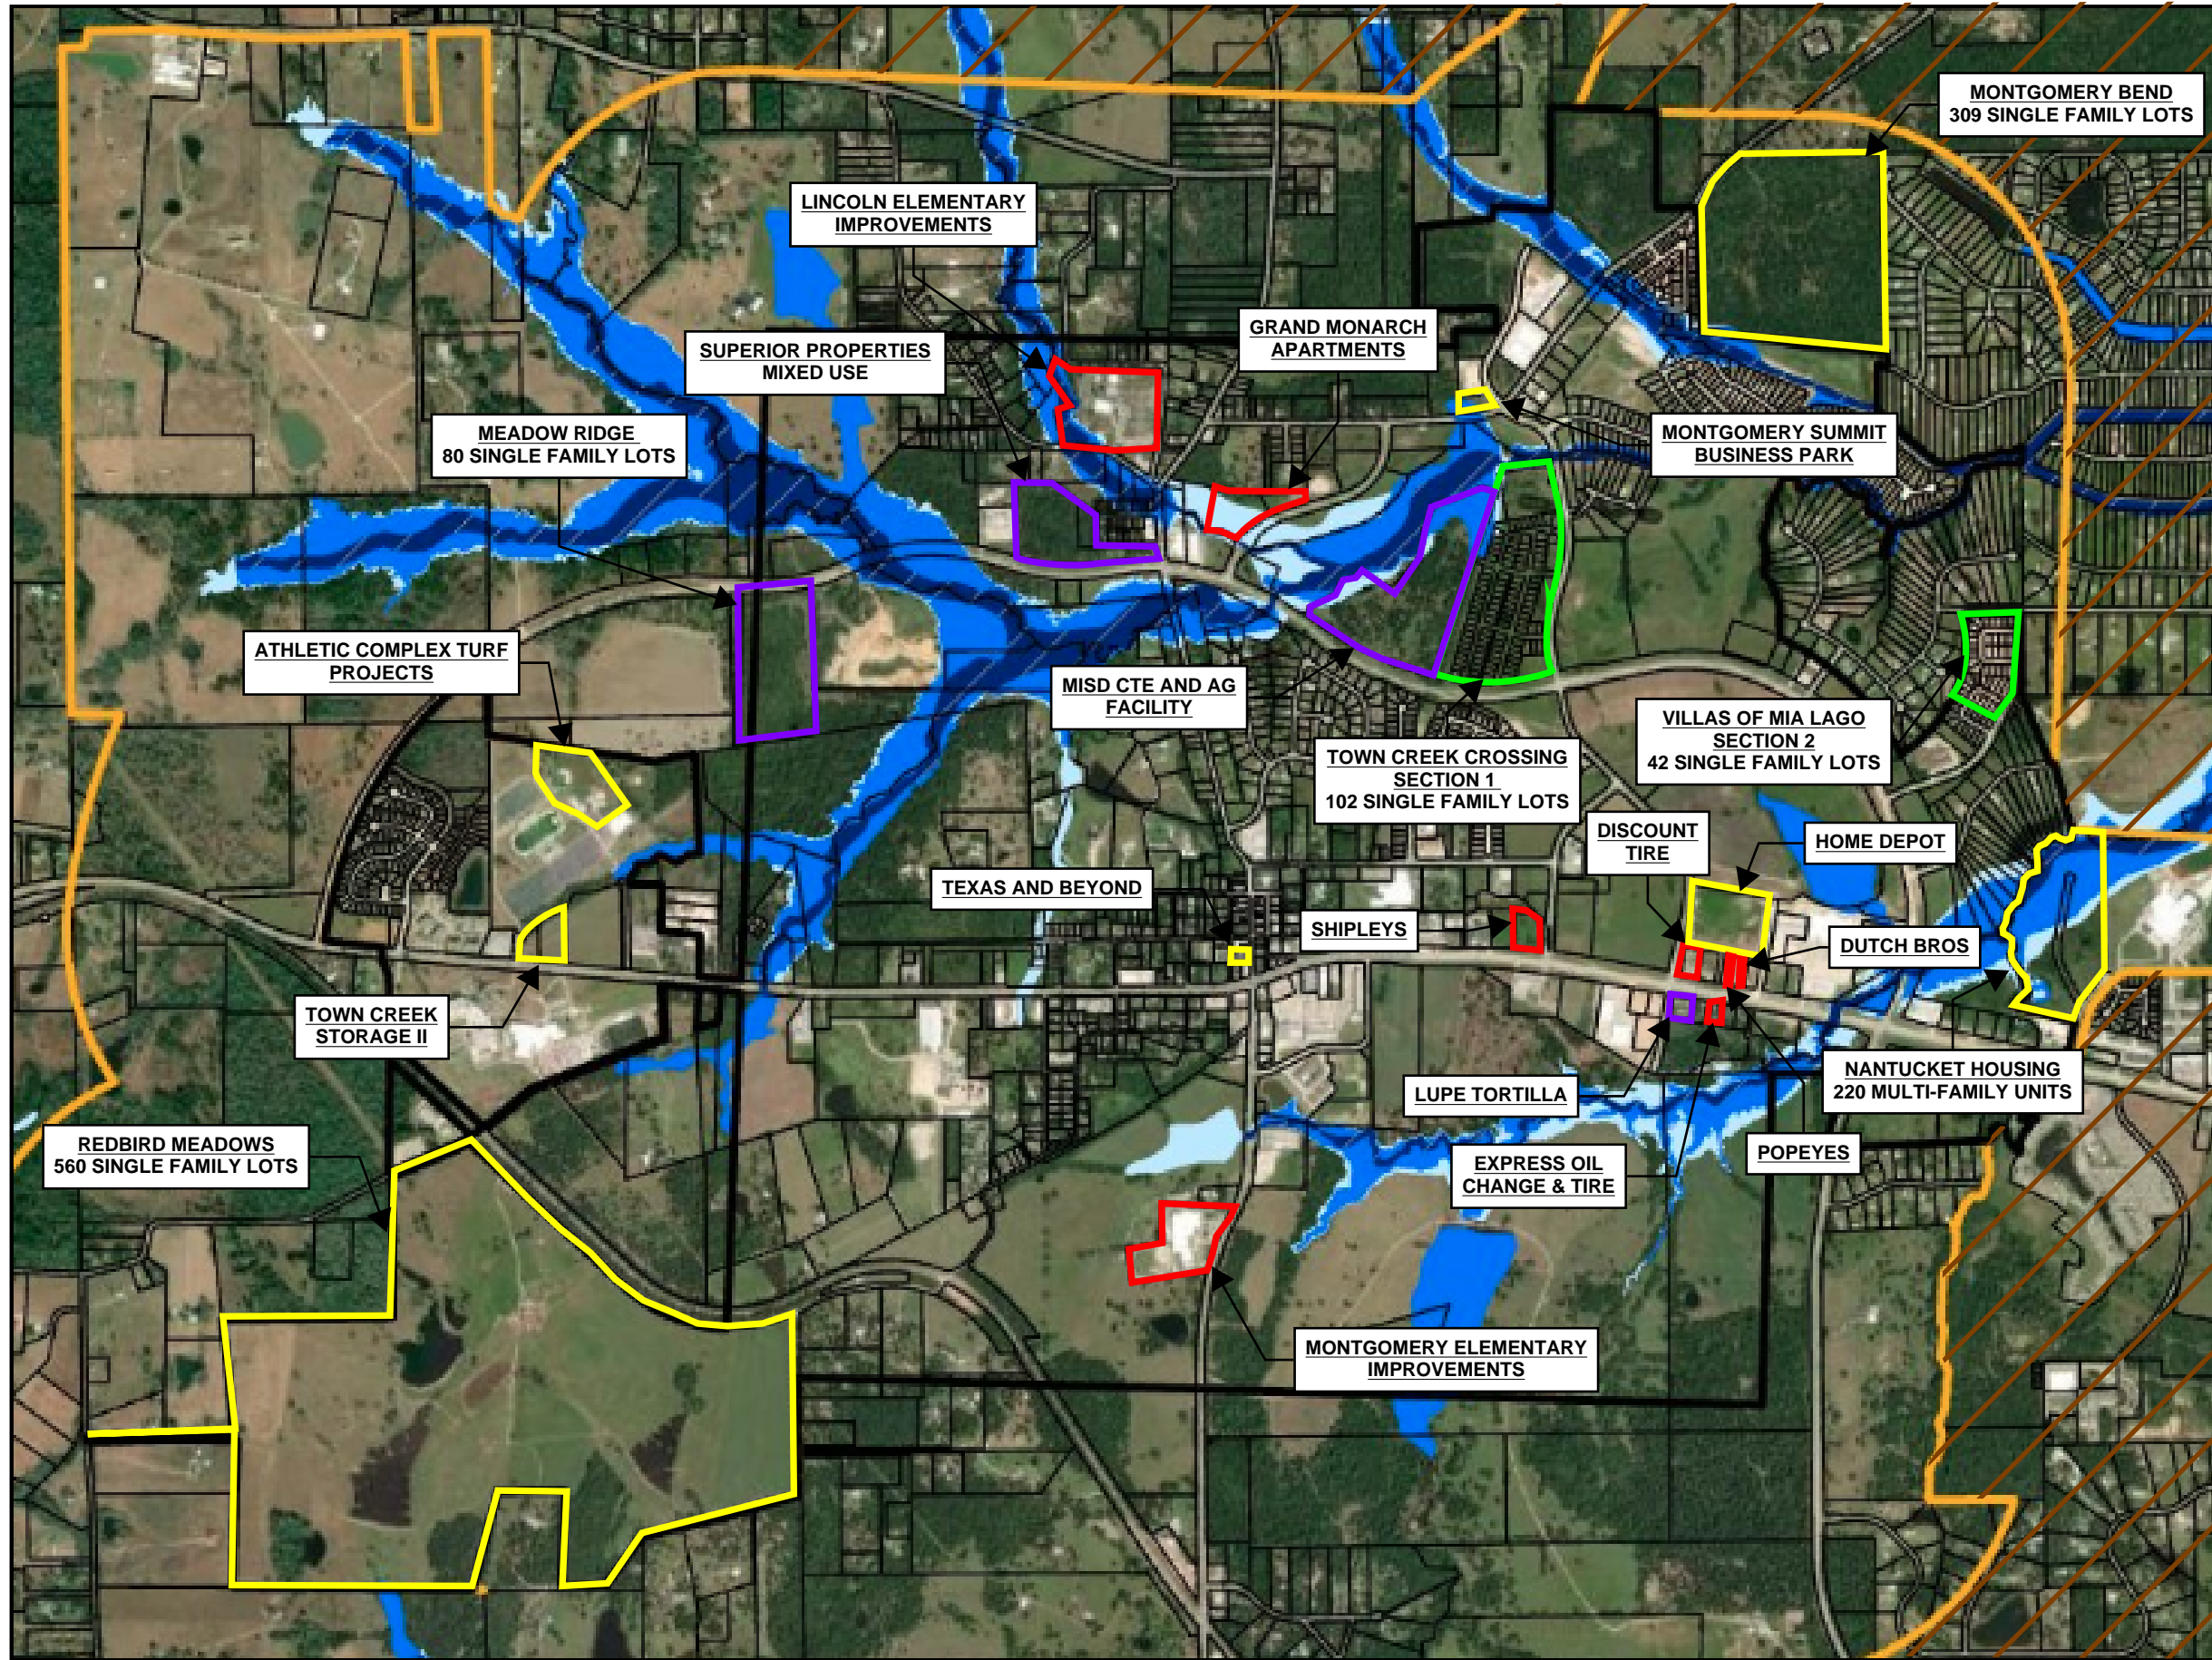 MONTGOMERY BEND
309 SINGLE FAMILY LOTS
LINCOLN ELEMENTARY
IMPROVEMENTS
GRAND MONARCH
APARTMENTS
SUPERIOR PROPERTIES
MIXED USE
MEADOW RIDGE
80 SINGLE FAMILY LOTS
MONTGOMERY SUMMIT
BUSINESS PARK
ATHLETIC COMPLEX TURF
PROJECTS
MISD CTE AND AG
FACILITY
VILLAS OF MIA LAGO
SECTION 2
42 SINGLE FAMILY LOTS
TOWN CREEK CROSSING
SECTION 1
102 SINGLE FAMILY LOTS
DISCOUNT
TIRE
HOME DEPOT
TEXAS AND BEYOND
SHIPLEYS
DUTCH BROS
TOWN CREEK
STORAGE II
LUPE TORTILLA
NANTUCKET HOUSING
220 MULTI-FAMILY UNITS
REDBIRD MEADOWS
560 SINGLE FAMILY LOTS
EXPRESS OIL
CHANGE & TIRE
POPEYES
MONTGOMERY ELEMENTARY
IMPROVEMENTS